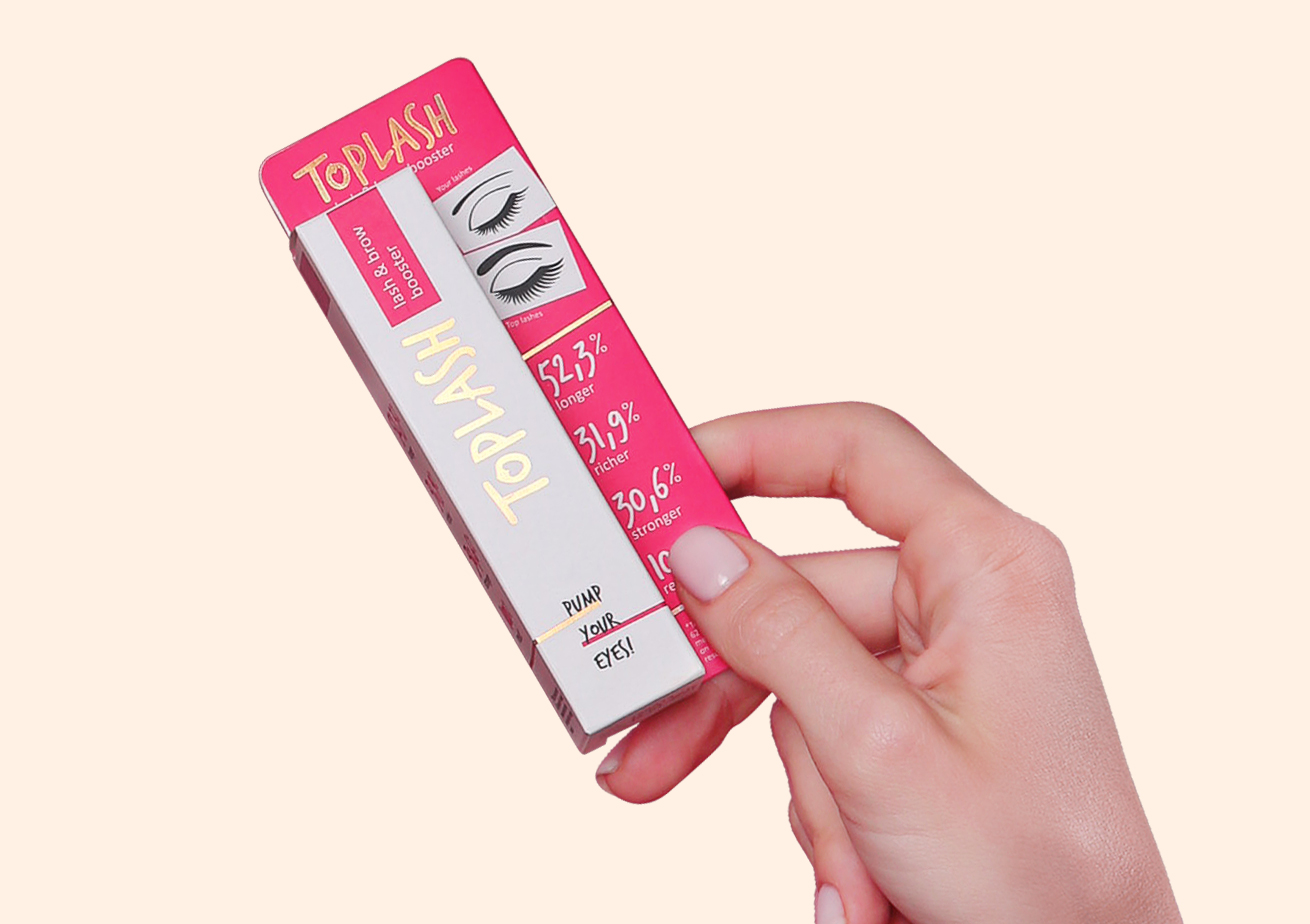 TOPLASH
booster
Your lashes
Top lashes
52,3%
longer
31,9%
richer
30,6%
stronger
lash & brow
booster
TOPLASH
PUMP
YOUR
EYES!